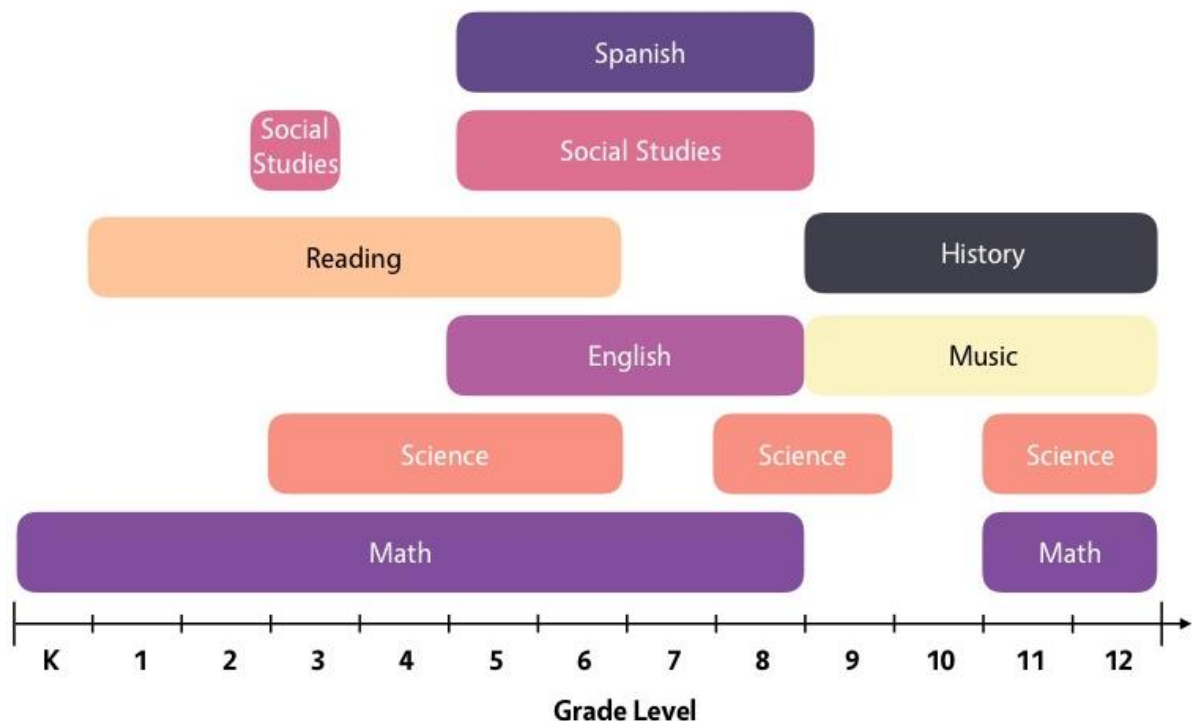 Spanish
Social
Studies
Social Studies
Reading
History
English
Music
Science
Science
Science
Math
Math
K 1 2 3 4 5 6 7 8 9 10 11 12
Grade Level